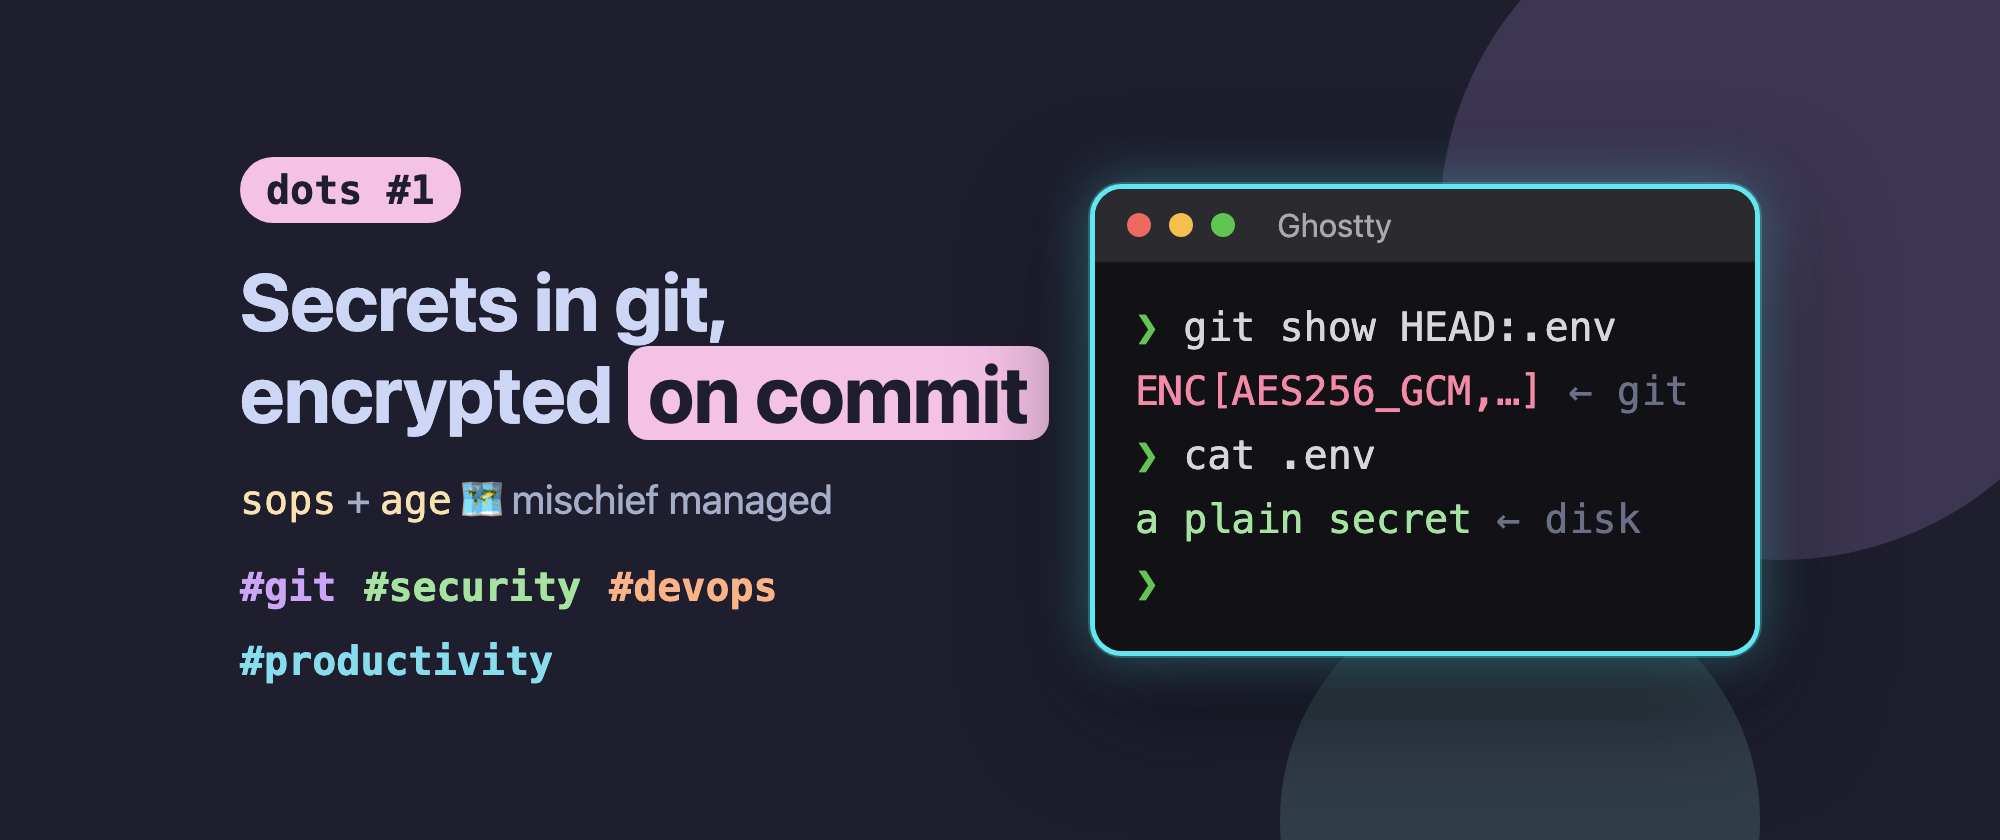 dots #1
Secrets in git,
encrypted on commit
sops + age 🗺️ mischief managed
#git #security #devops
#productivity
Ghostty
❯ git show HEAD:.env
ENC[AES256_GCM,…] ← git
❯ cat .env
a plain secret ← disk
❯